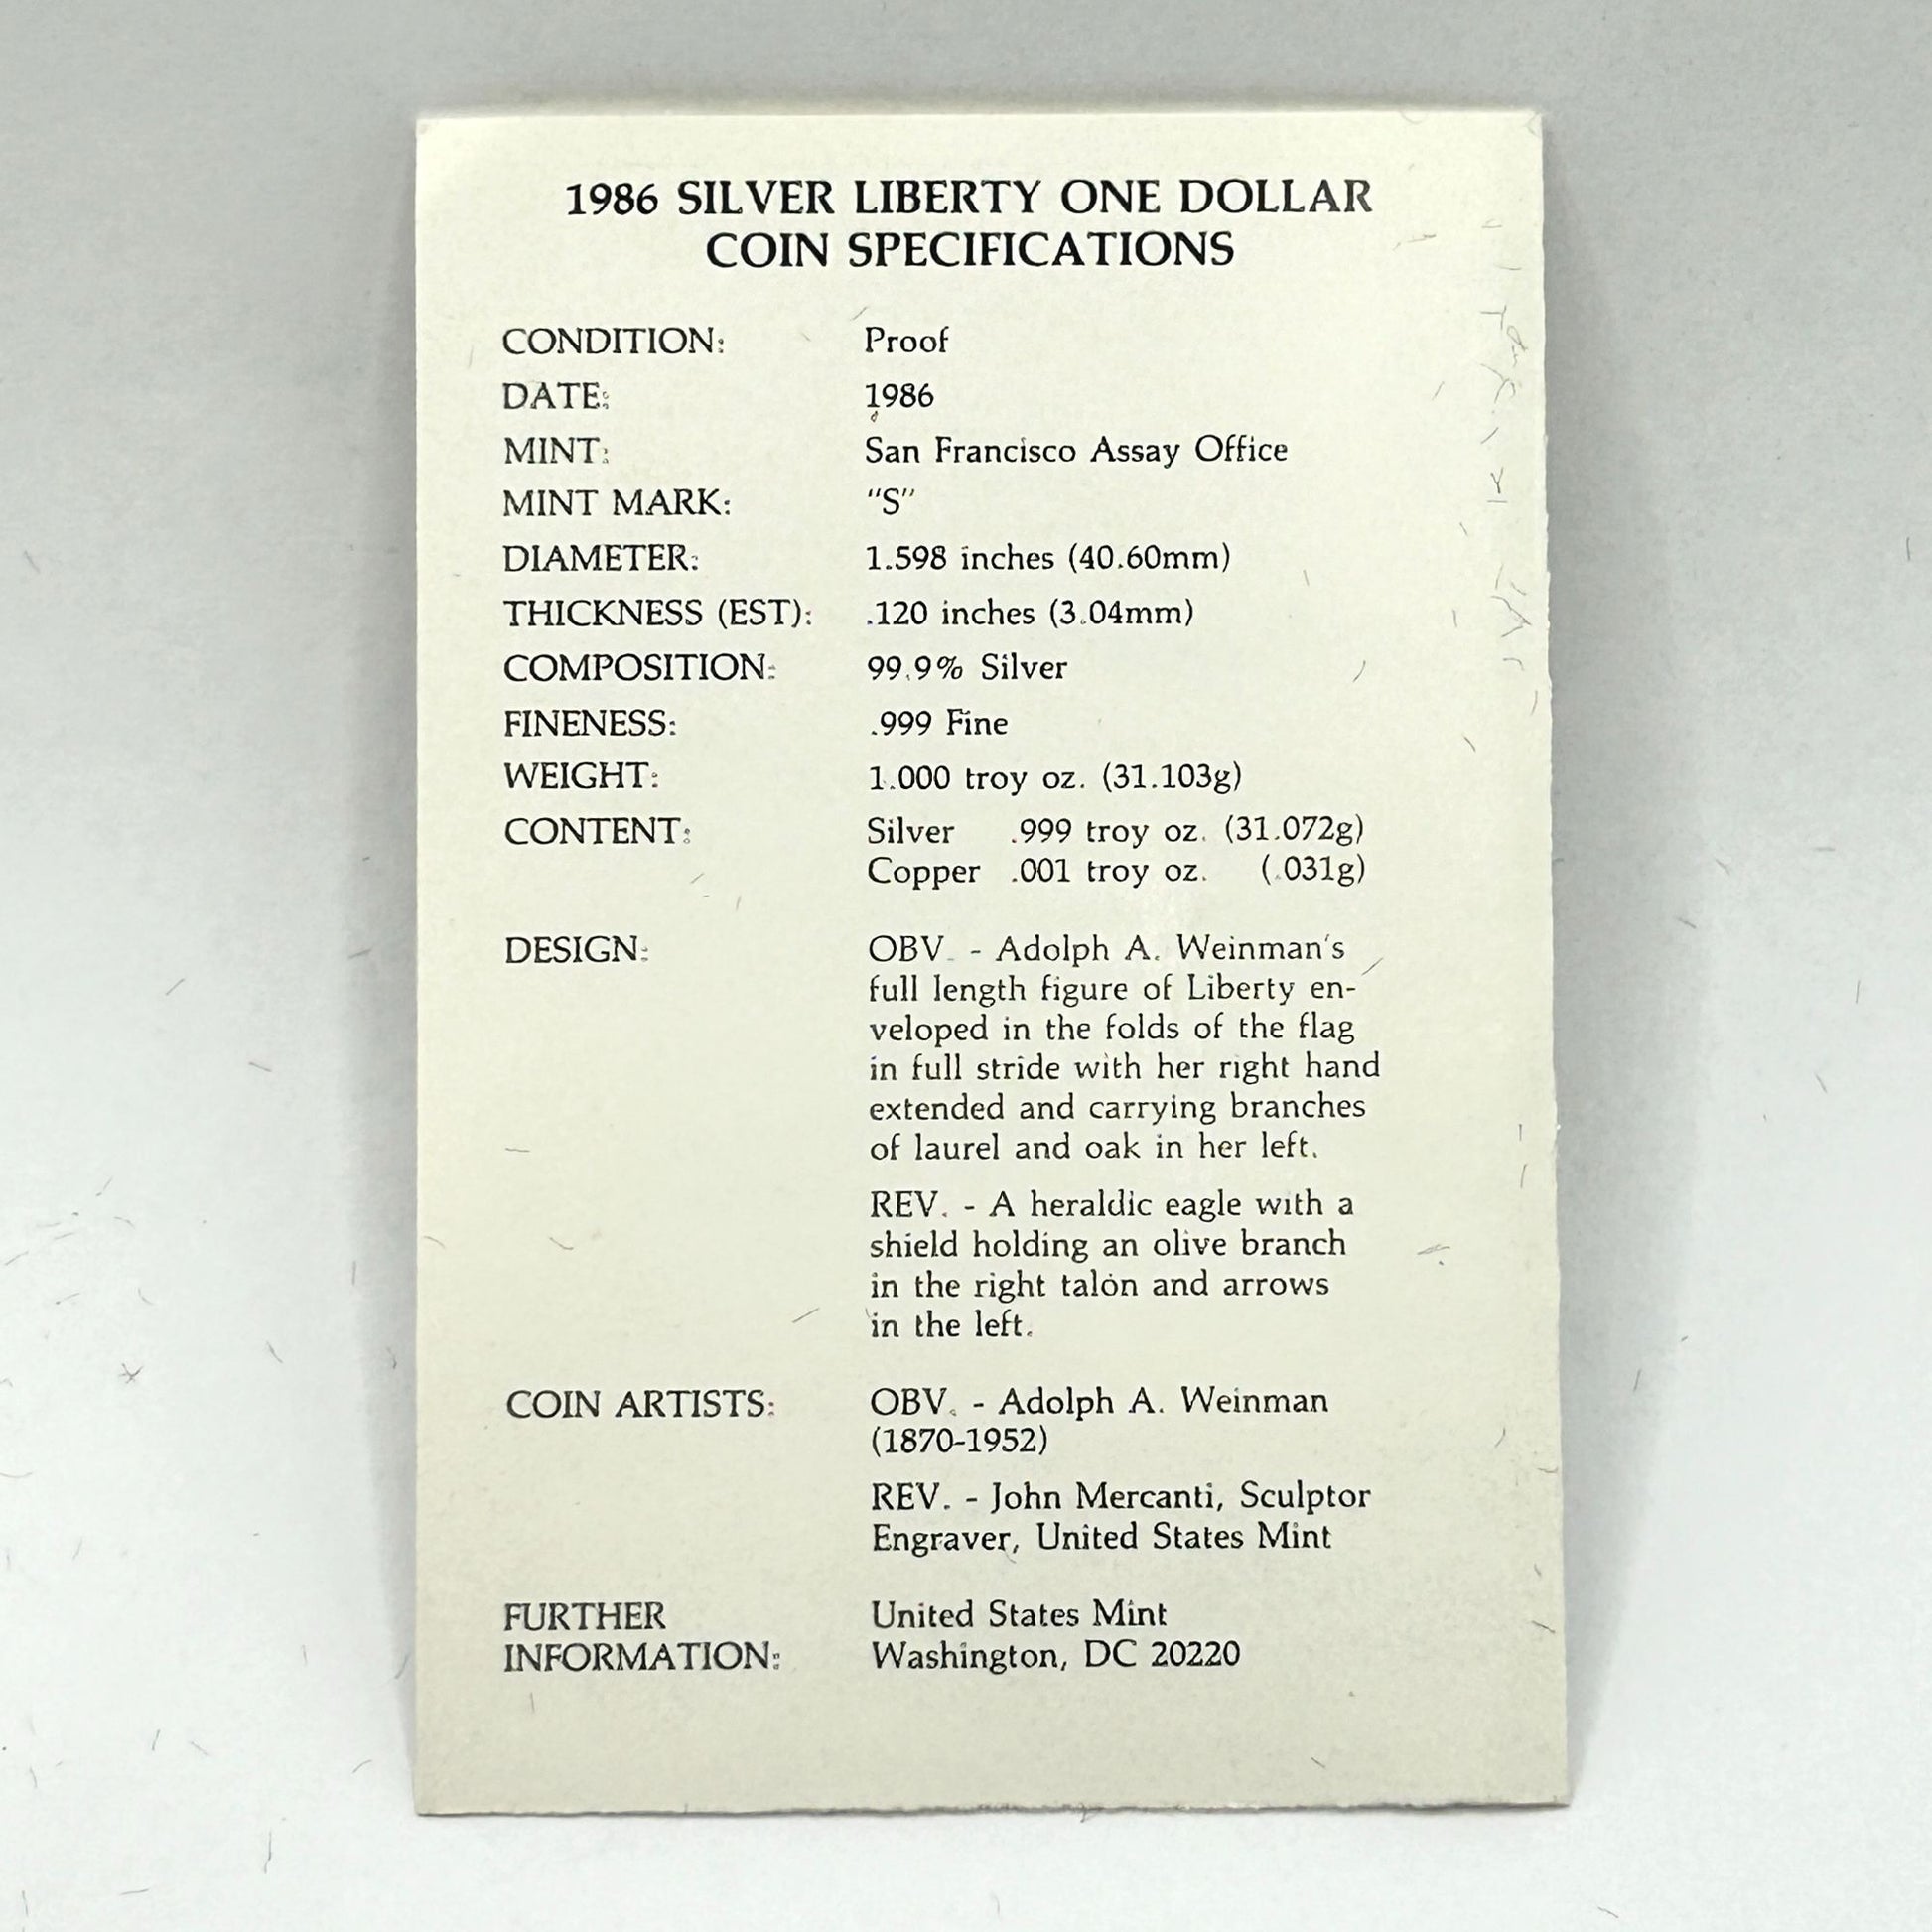 1986 SILVER LIBERTY ONE DOLLAR
COIN SPECIFICATIONS
CONDITION: Proof
DATE: 1986
MINT: San Francisco Assay Office
MINT MARK: "S"
DIAMETER: 1.598 inches (40.60mm)
THICKNESS (EST): .120 inches (3.04mm)
COMPOSITION: 99.9% Silver
FINENESS: .999 Fine
WEIGHT: 1.000 troy oz. (31.103g)
CONTENT: Silver .999 troy oz. (31.072g)
Copper .001 troy oz. (.031g)
DESIGN: OBV. - Adolph A. Weinman's
full length figure of Liberty en-
veloped in the folds of the flag
in full stride with her right hand
extended and carrying branches
of laurel and oak in her left.
REV. - A heraldic eagle with a
shield holding an olive branch
in the right talon and arrows
in the left.
COIN ARTISTS: OBV. - Adolph A. Weinman
(1870-1952)
REV. - John Mercanti, Sculptor
Engraver, United States Mint
FURTHER United States Mint
INFORMATION: Washington, DC 20220